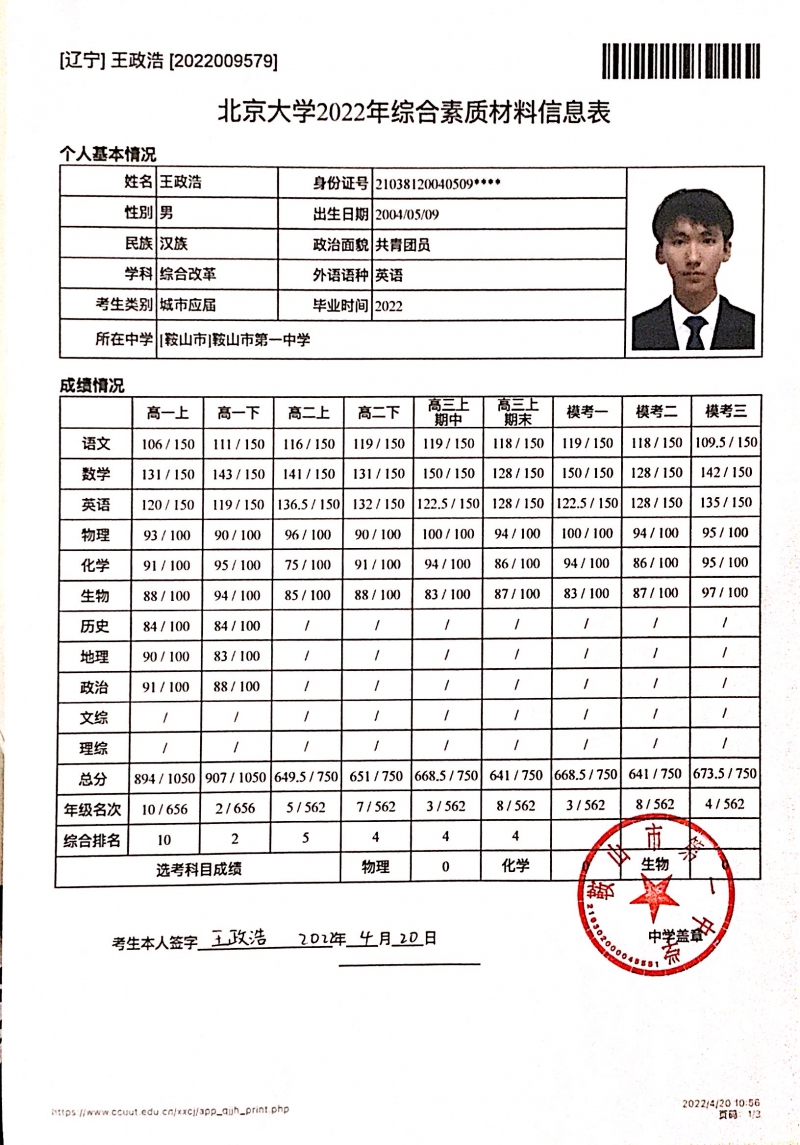 [辽宁] 王政浩 [2022009579]
北京大学2022年综合素质材料信息表
个人基本情况
姓名 王政浩 身份证号 21038120040509****
性别 男 出生日期 2004/05/09
民族 汉族 政治面貌 共青团员
学科 综合改革 外语语种 英语
考生类别 城市应届 毕业时间 2022
所在中学 [鞍山市]鞍山市第一中学
成绩情况
高一上 高一下 高二上 高二下 高三上期中 高三上期末 模考一 模考二 模考三
语文 106 / 150 111 / 150 116 / 150 119 / 150 119 / 150 118 / 150 119 / 150 118 / 150 109.5 / 150
数学 131 / 150 143 / 150 141 / 150 131 / 150 150 / 150 128 / 150 150 / 150 128 / 150 142 / 150
英语 120 / 150 119 / 150 136.5 / 150 132 / 150 122.5 / 150 128 / 150 122.5 / 150 128 / 150 135 / 150
物理 93 / 100 90 / 100 96 / 100 90 / 100 100 / 100 94 / 100 100 / 100 94 / 100 95 / 100
化学 91 / 100 95 / 100 75 / 100 91 / 100 94 / 100 86 / 100 94 / 100 86 / 100 95 / 100
生物 88 / 100 94 / 100 85 / 100 88 / 100 83 / 100 87 / 100 83 / 100 87 / 100 97 / 100
历史 84 / 100 84 / 100 / / / / / / /
地理 90 / 100 83 / 100 / / / / / / /
政治 91 / 100 88 / 100 / / / / / / /
文综 / / / / / / / / /
理综 / / / / / / / / /
总分 894 / 1050 907 / 1050 649.5 / 750 651 / 750 668.5 / 750 641 / 750 668.5 / 750 641 / 750 673.5 / 750
年级名次 10 / 656 2 / 656 5 / 562 7 / 562 3 / 562 8 / 562 3 / 562 8 / 562 4 / 562
综合排名 10 2 5 4 4 4
选考科目成绩 物理 0 化学 0 生物 0
鞍山市第一中学
中学盖章
考生本人签字 王政浩 2022年 4月20日
https://www.ccuut.edu.cn/xxcj/app_qjjh_print.php
2022/4/20 10:56
页码: 1/3